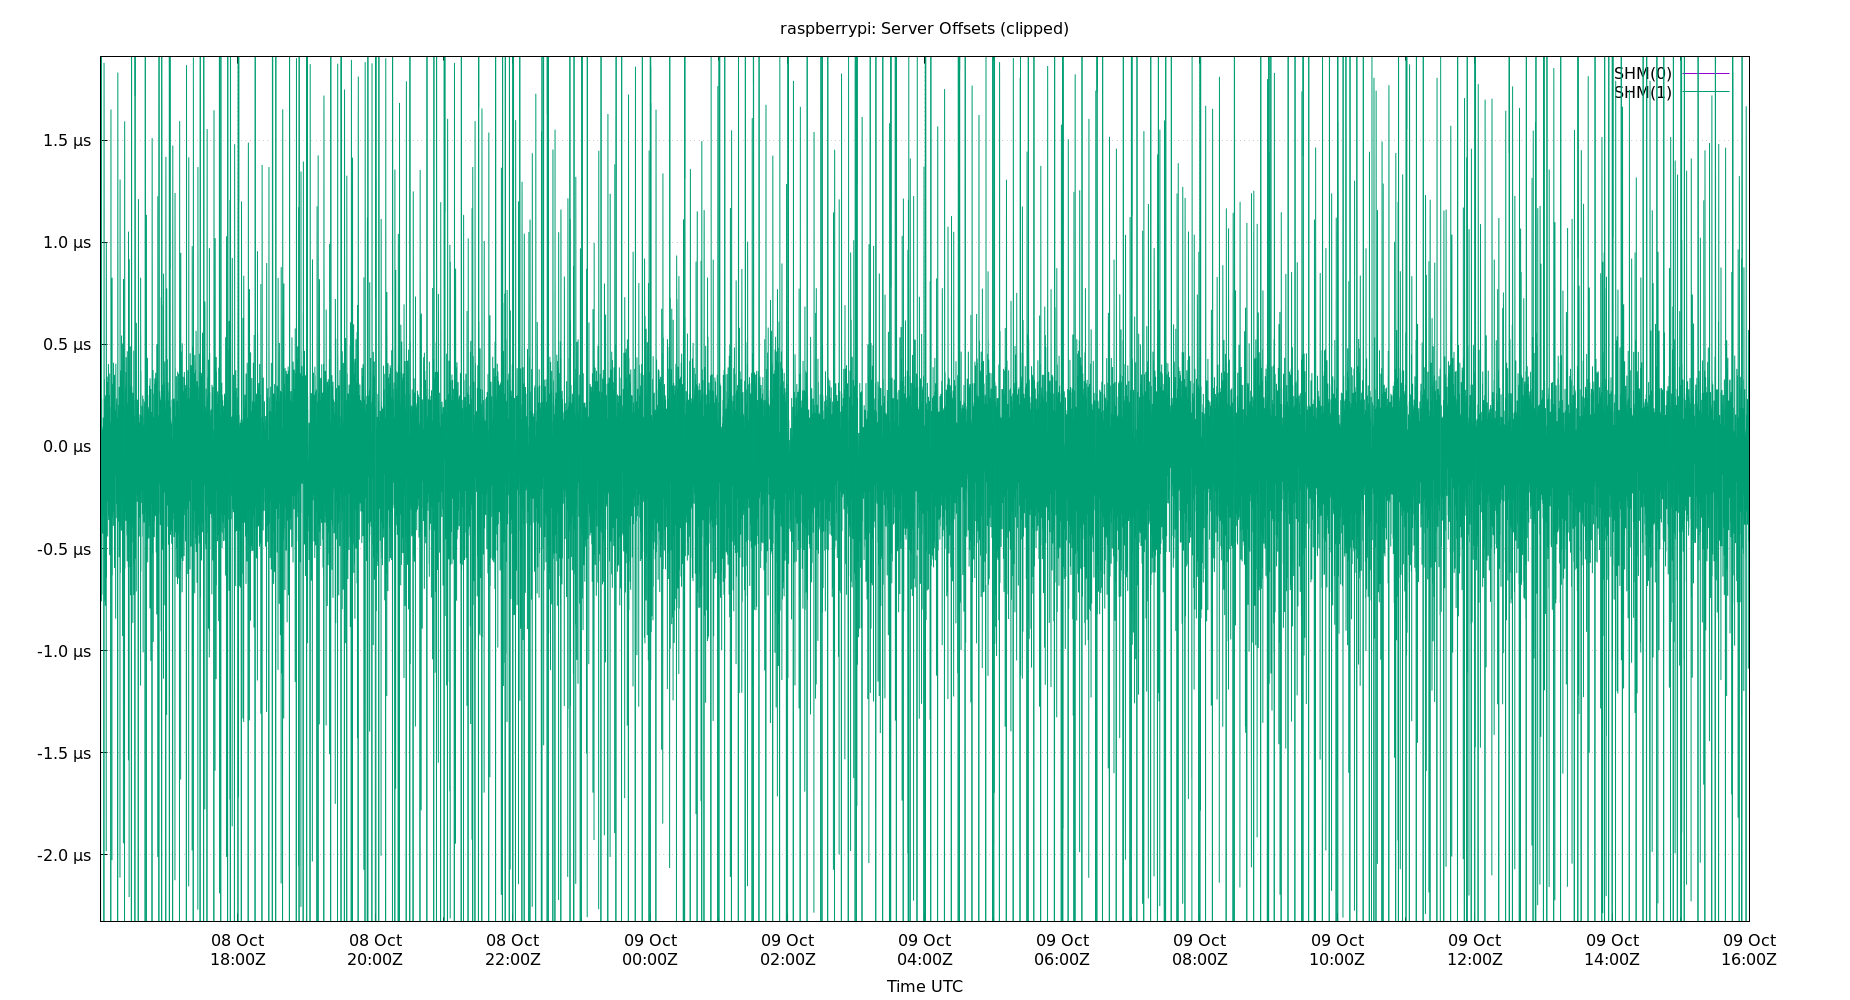 raspberrypi: Server Offsets (clipped)
SHM(0)
SHM(1)
1.5 µs
1.0 µs
0.5 µs
0.0 µs
-0.5 µs
-1.0 µs
-1.5 µs
-2.0 µs
08 Oct 08 Oct 08 Oct 09 Oct 09 Oct 09 Oct 09 Oct 09 Oct 09 Oct 09 Oct 09 Oct 09 Oct
18:00Z 20:00Z 22:00Z 00:00Z 02:00Z 04:00Z 06:00Z 08:00Z 10:00Z 12:00Z 14:00Z 16:00Z
Time UTC